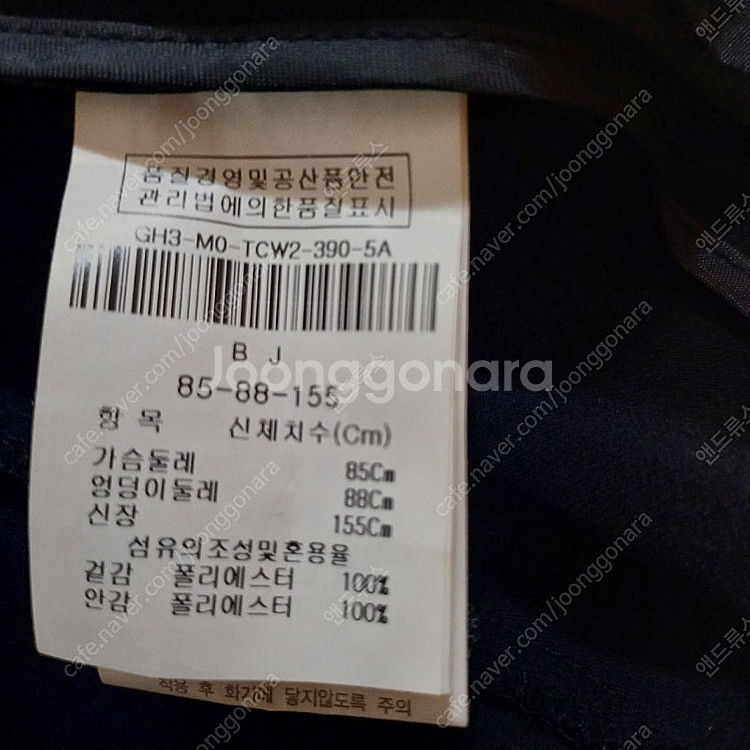 품질경영및공산품안전
관리법에의한품질표시
GH3-M0-TCW2-390-5A
B J
Joonggonara
85-88-155
항 목 신체치수(Cm)
가슴둘레 85Cm
엉덩이둘레 88Cm
신장 155Cm
섬유의조성및혼용율
겉감 폴리에스터 100%
안감 폴리에스터 100%
착용 후 화기에 닿지않도록 주의
cafe.naver.com/joonggonara
앤드류스